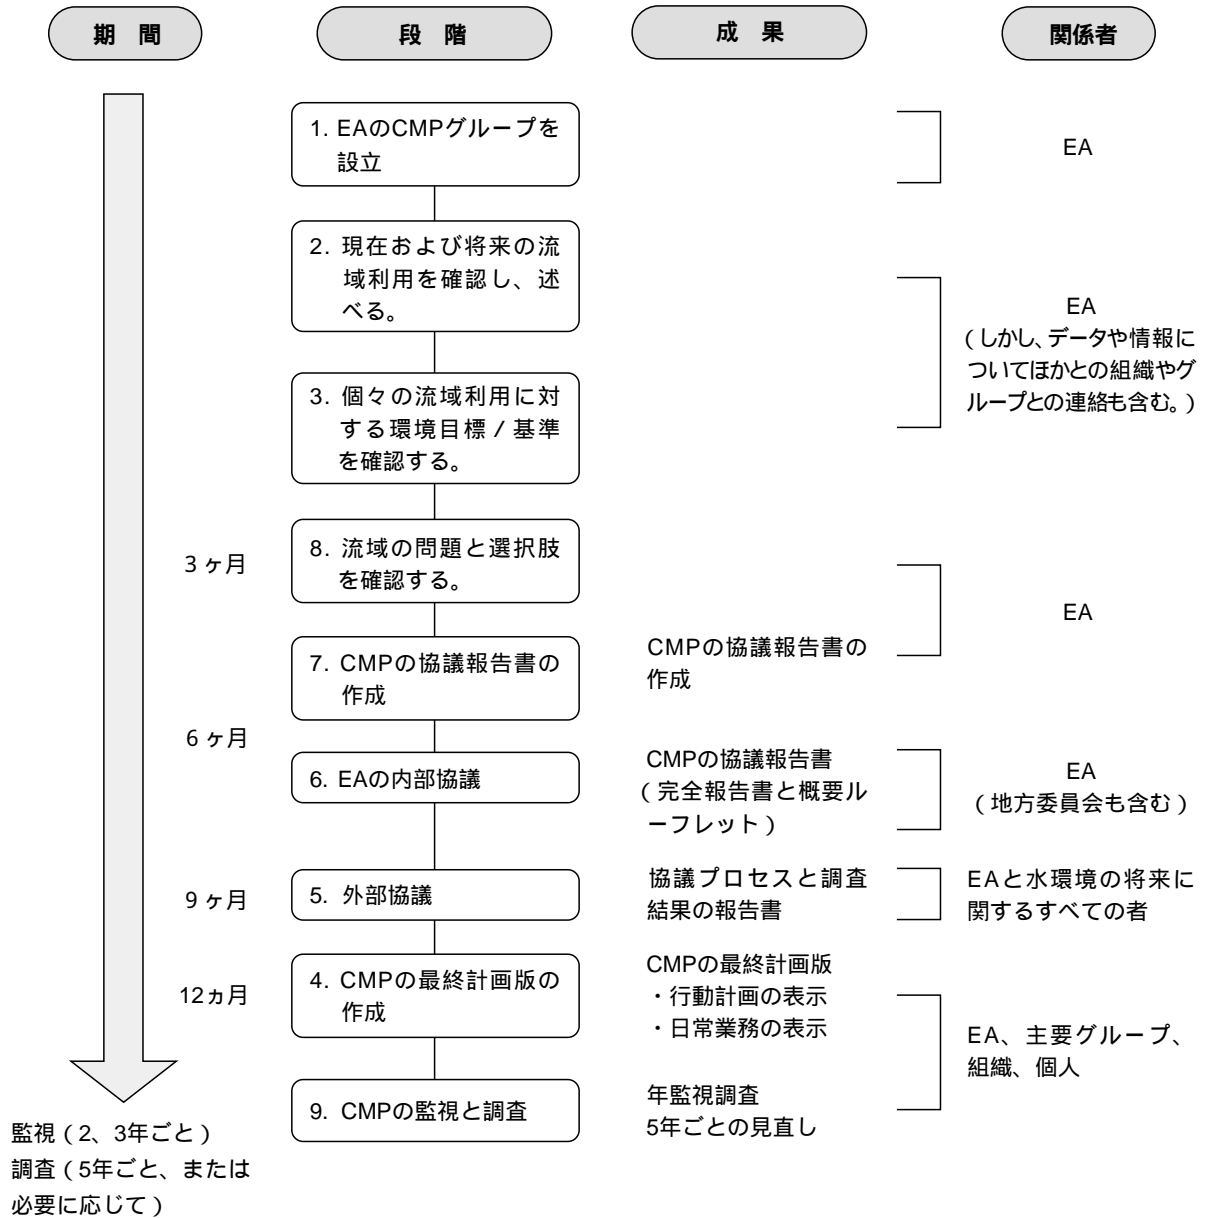 期　間
段　階
成　果
関係者
1. EAのCMPグループを
設立
EA
2. 現在および将来の流
域利用を確認し、述
べる。
3. 個々の流域利用に対
する環境目標 / 基準
を確認する。
EA
（しかし、データや情報に
ついてほかとの組織やグ
ループとの連絡も含む。）
3 ヶ月
8. 流域の問題と選択肢
を確認する。
7. CMPの協議報告書の
作成
CMPの協議報告書の
作成
EA
6 ヶ月
6. EAの内部協議
CMPの協議報告書
（完全報告書と概要ル
ーフレット）
EA
（地方委員会も含む）
9 ヶ月
5. 外部協議
協議プロセスと調査
結果の報告書
EAと水環境の将来に
関するすべての者
12ヵ月
4. CMPの最終計画版の
作成
CMPの最終計画版
・行動計画の表示
・日常業務の表示
EA、主要グループ、
組織、個人
9. CMPの監視と調査
年監視調査
5年ごとの見直し
監視（2、3年ごと）
調査（5年ごと、または
必要に応じて）